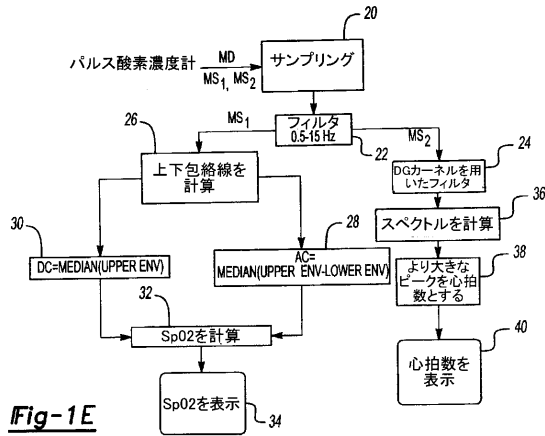 20
パルス酸素濃度計
MD
MS1, MS2
サンプリング
MS1
フィルタ
0.5-15 Hz
22
MS2
26
上下包絡線を
計算
24
DGカーネルを用
いたフィルタ
36
スペクトルを計算
30
DC=MEDIAN(UPPER ENV)
28
AC=
MEDIAN(UPPER ENV-LOWER ENV)
38
より大きな
ピークを心拍
数とする
32
Sp02を計算
40
心拍数を
表示
Sp02を表示
34
Fig-1E